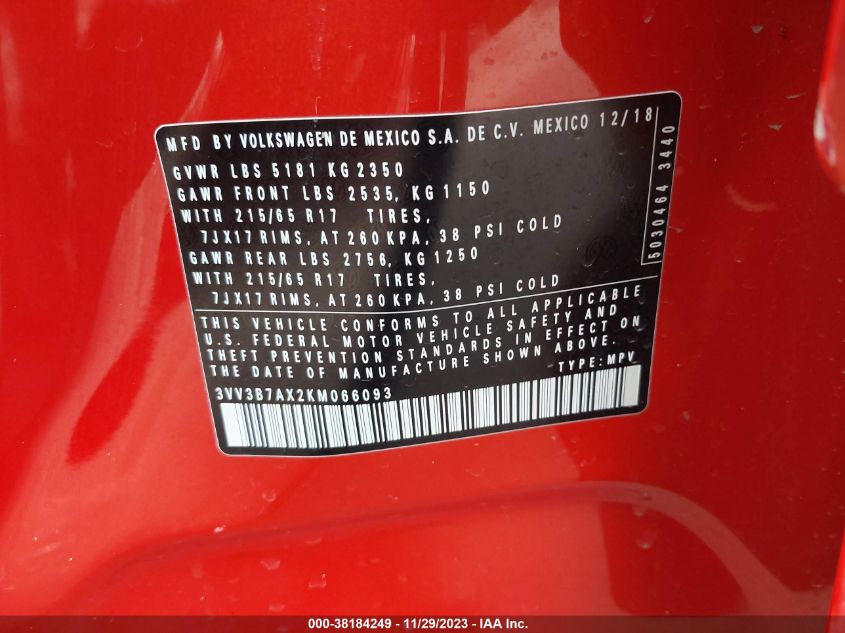 MFD BY VOLKSWAGEN DE MEXICO S.A. DE C.V. MEXICO 12/18
GVWR LBS 5181 KG 2350
GAWR FRONT LBS 2535, KG 1150
WITH 215/65 R17 TIRES,
7JX17 RIMS, AT 260 KPA, 38 PSI COLD
GAWR REAR LBS 2756, KG 1250
WITH 215/65 R17 TIRES,
7JX17 RIMS, AT 260 KPA, 38 PSI COLD
5030464 3440
THIS VEHICLE CONFORMS TO ALL APPLICABLE
U.S. FEDERAL MOTOR VEHICLE SAFETY AND
THEFT PREVENTION STANDARDS IN EFFECT ON
THE DATE OF MANUFACTURE SHOWN ABOVE.
TYPE: MPV
3VV3B7AX2KM066093
000-38184249 - 11/29/2023 - IAA Inc.